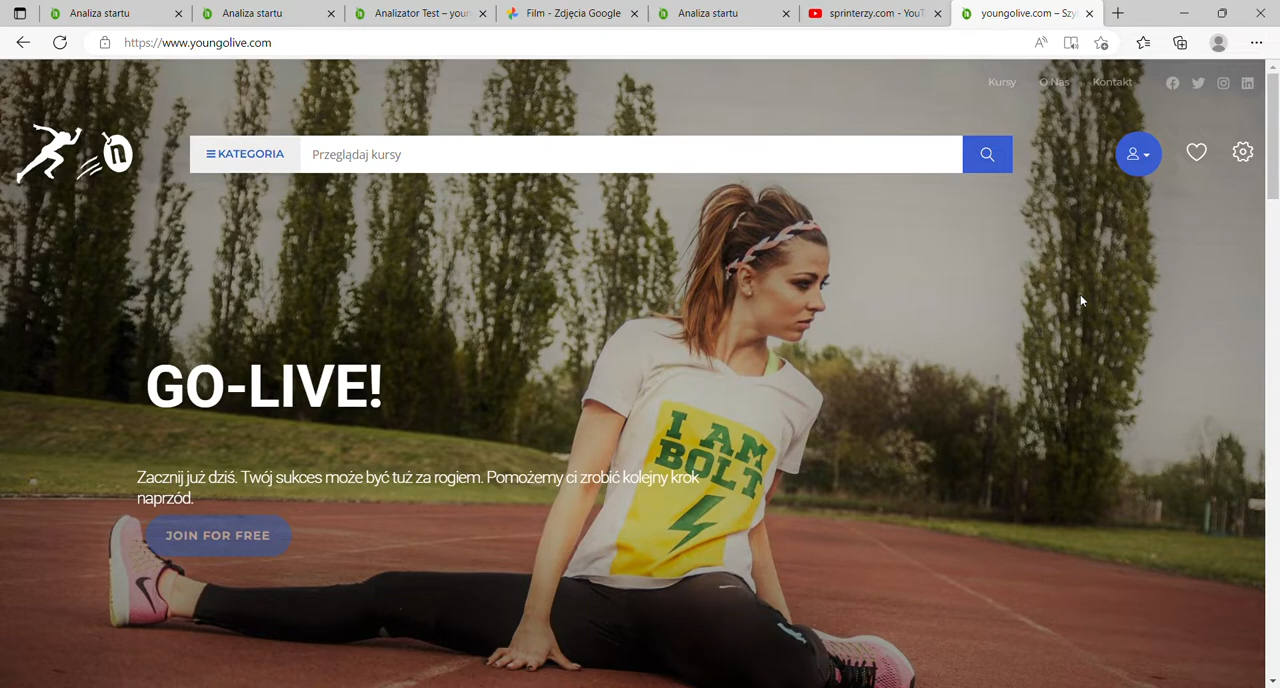 Analiza startu
Analiza startu
Analizator Test – youn
Film - Zdjęcia Google
Analiza startu
sprinterzy.com - YouT
youngolive.com – Szy
https://www.youngolive.com
Kursy
O Nas
Kontakt
n
KATEGORIA
Przeglądaj kursy
I AM
BOLT
GO-LIVE!
Zacznij już dziś. Twój sukces może być tuż za rogiem. Pomożemy ci zrobić kolejny krok
naprzód.
JOIN FOR FREE